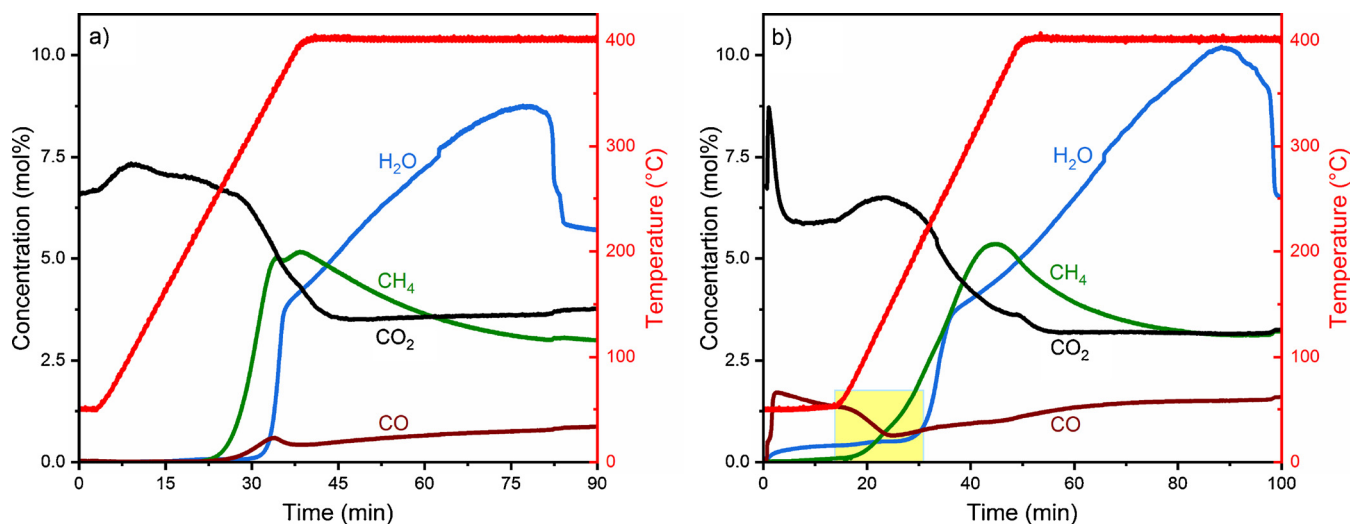 a)
10.0
7.5
5.0
2.5
0.0
Concentration (mol%)
0
15
30
45
60
75
90
Time (min)
400
300
200
100
0
Temperature (°C)
H₂O
CH₄
CO₂
CO
b)
10.0
7.5
5.0
2.5
0.0
Concentartion (mol%)
0
20
40
60
80
100
Time (min)
400
300
200
100
0
Temperature (°C)
H₂O
CH₄
CO₂
CO